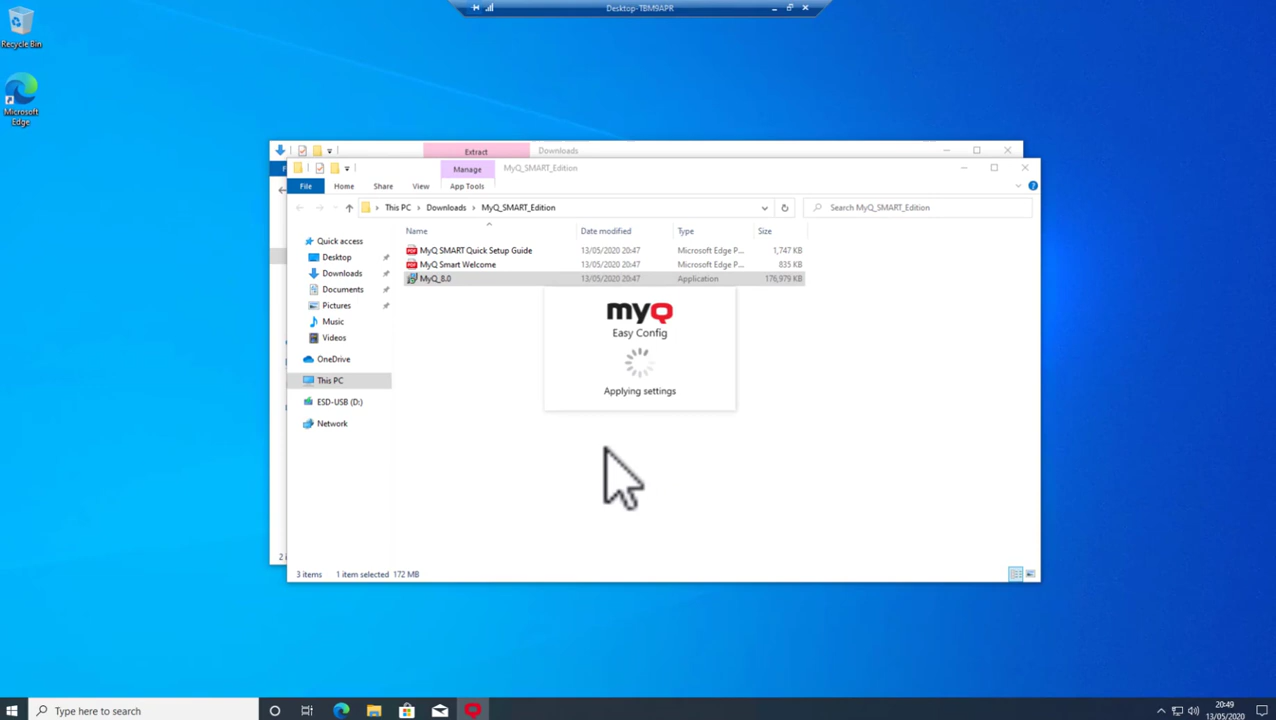 Desktop-TBM9APR
Recycle Bin
Microsoft
Edge
Extract
Downloads
Manage
MyQ_SMART_Edition
File
Home
Share
View
App Tools
This PC
Downloads
MyQ_SMART_Edition
Search MyQ_SMART_Edition
Name
Date modified
Type
Size
MyQ SMART Quick Setup Guide
13/05/2020 20:47
Microsoft Edge P...
1,747 KB
MyQ Smart Welcome
13/05/2020 20:47
Microsoft Edge P...
835 KB
MyQ_8.0
13/05/2020 20:47
Application
176,979 KB
Quick access
Desktop
Downloads
Documents
Pictures
Music
Videos
OneDrive
This PC
ESD-USB (D:)
Network
myQ
Easy Config
Applying settings
2 i
3 items
1 item selected 172 MB
Type here to search
20:49
13/05/2020